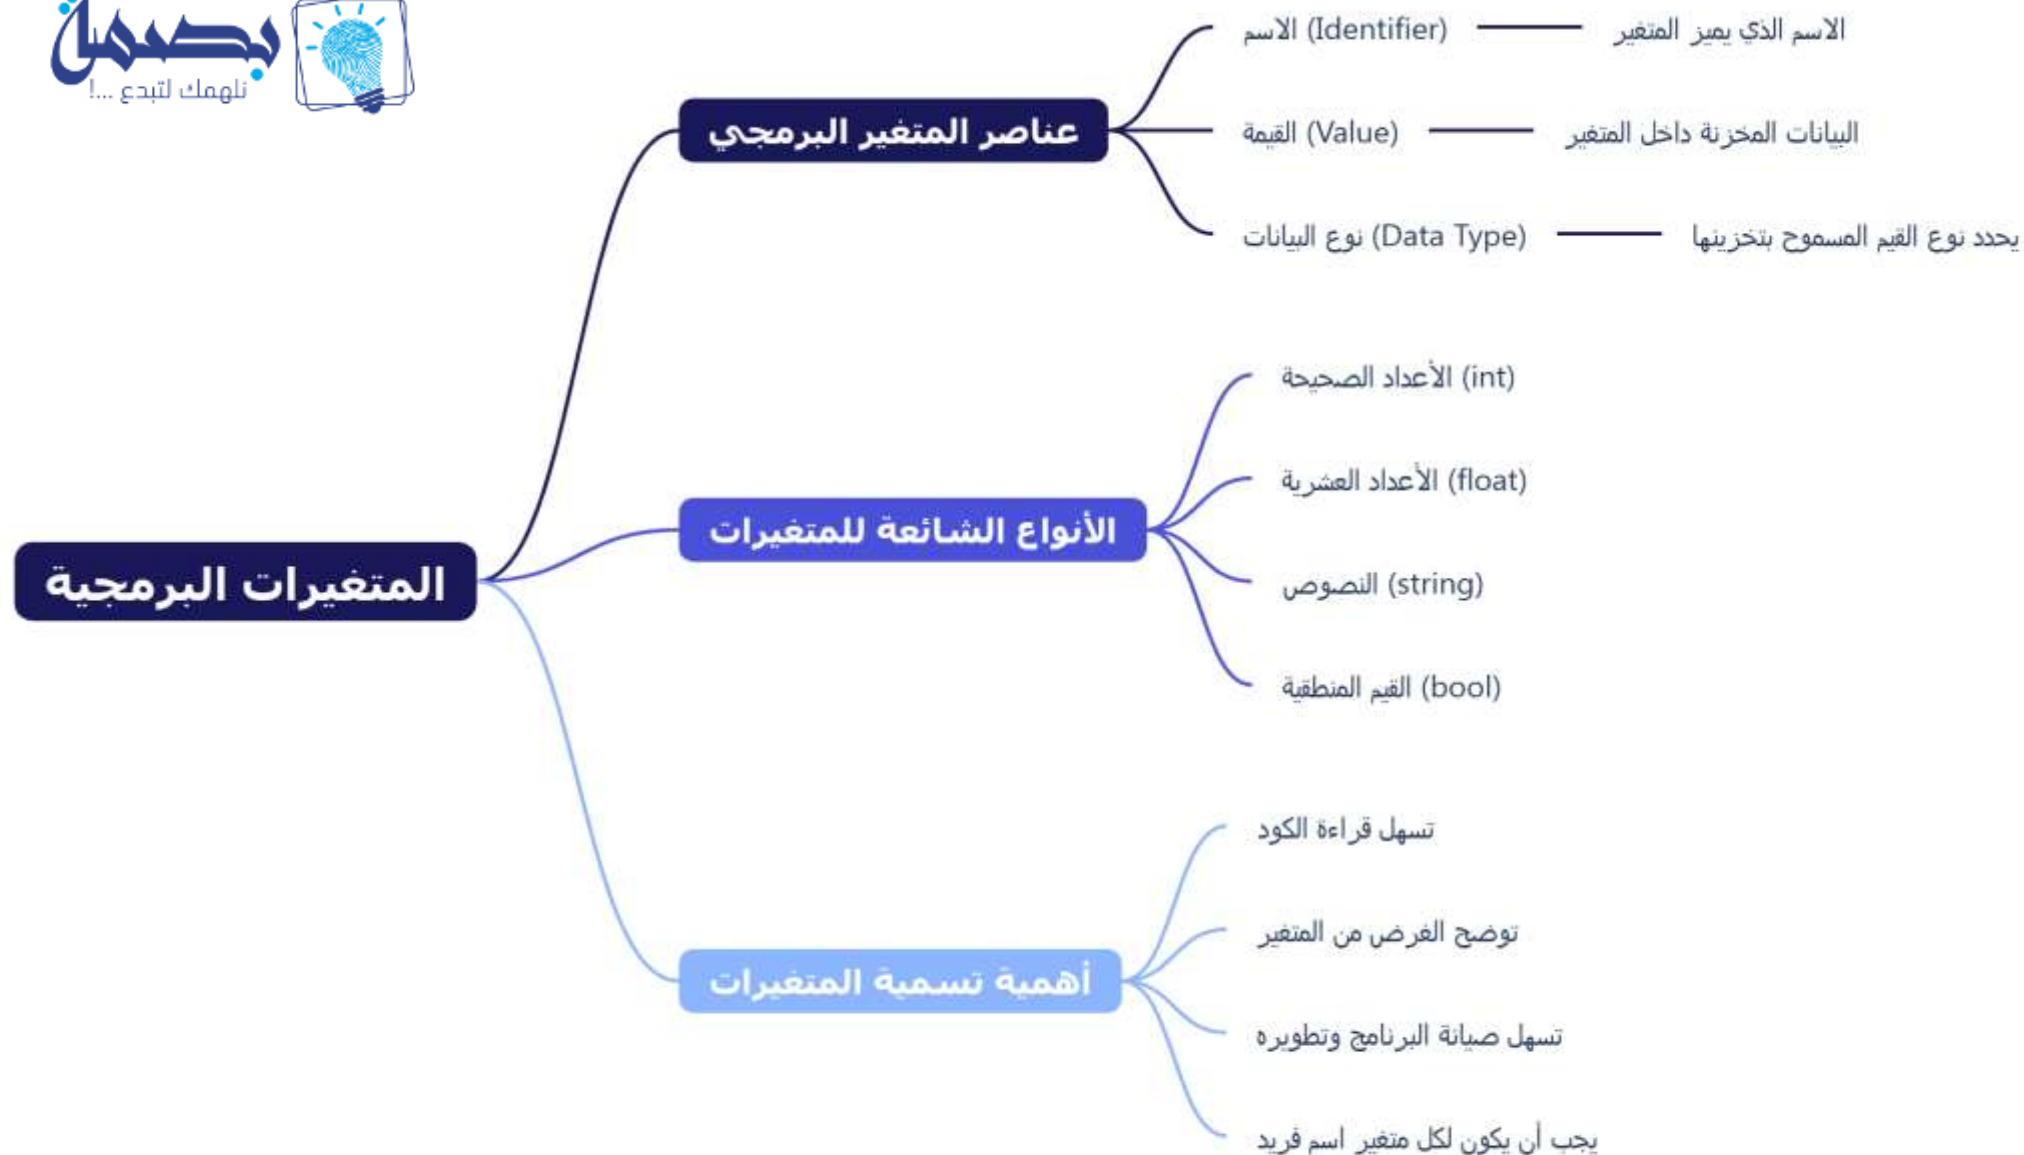 بصمة
نلهمك لتبدع ...!
المتغيرات البرمجية
عناصر المتغير البرمجي
الاسم (Identifier)
الاسم الذي يميز المتغير
القيمة (Value)
البيانات المخزنة داخل المتغير
نوع البيانات (Data Type)
يحدد نوع القيم المسموح بتخزينها
الأنواع الشائعة للمتغيرات
الأعداد الصحيحة (int)
الأعداد العشرية (float)
النصوص (string)
القيم المنطقية (bool)
أهمية تسمية المتغيرات
تسهل قراءة الكود
توضح الغرض من المتغير
تسهل صيانة البرنامج وتطويره
يجب أن يكون لكل متغير اسم فريد